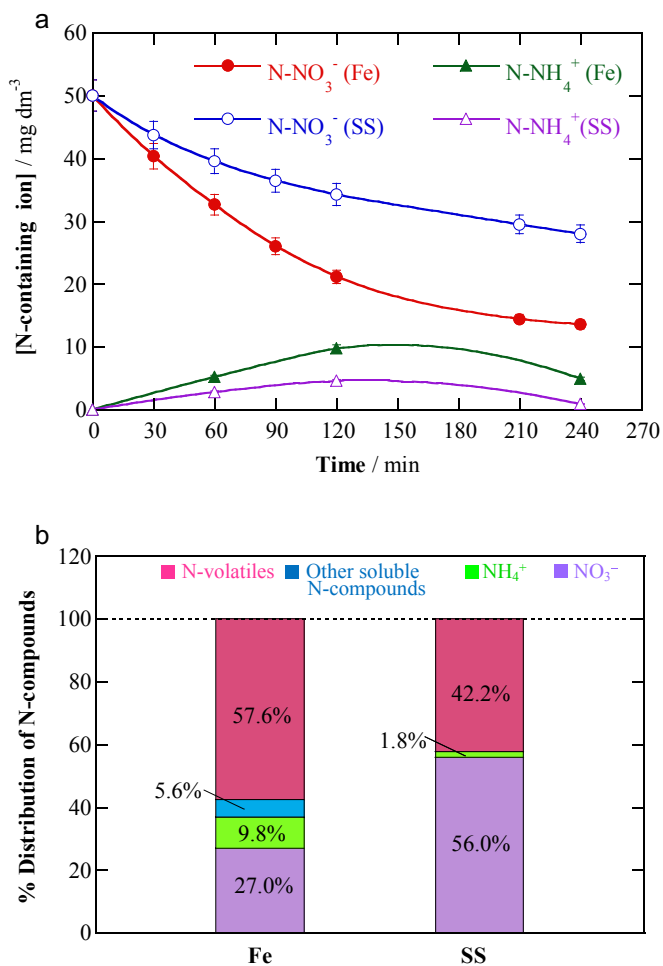 a
60
50
40
30
20
10
0
[N-containing ion] / mg dm⁻³
N-NO₃⁻ (Fe)
N-NH₄⁺ (Fe)
N-NO₃⁻ (SS)
N-NH₄⁺(SS)
0 30 60 90 120 150 180 210 240 270
Time / min
b
120
100
80
60
40
20
0
% Distribution of N-compounds
N-volatiles
Other soluble
N-compounds
NH₄⁺
NO₃⁻
57.6%
5.6%
9.8%
27.0%
42.2%
1.8%
56.0%
Fe SS